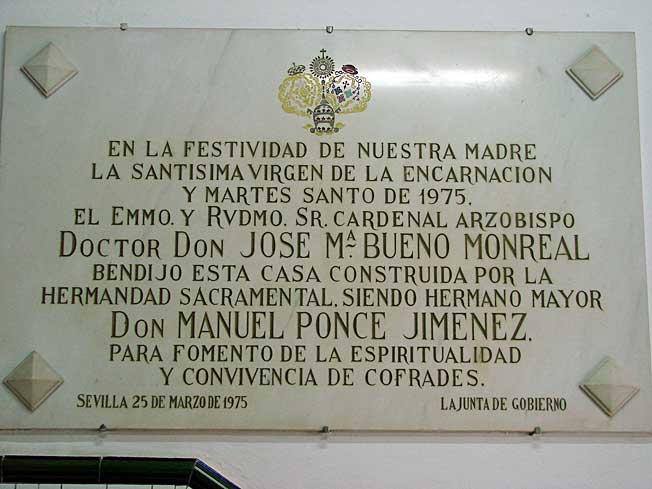 EN LA FESTIVIDAD DE NUESTRA MADRE
LA SANTISIMA VIRGEN DE LA ENCARNACION
Y MARTES SANTO DE 1975.
EL EMMO. Y RVDMO. SR. CARDENAL ARZOBISPO
DOCTOR DON JOSE Mª. BUENO MONREAL
BENDIJO ESTA CASA CONSTRUIDA POR LA
HERMANDAD SACRAMENTAL, SIENDO HERMANO MAYOR
DON MANUEL PONCE JIMENEZ.
PARA FOMENTO DE LA ESPIRITUALIDAD
Y CONVIVENCIA DE COFRADES.
SEVILLA 25 DE MARZO DE 1975 LA JUNTA DE GOBIERNO